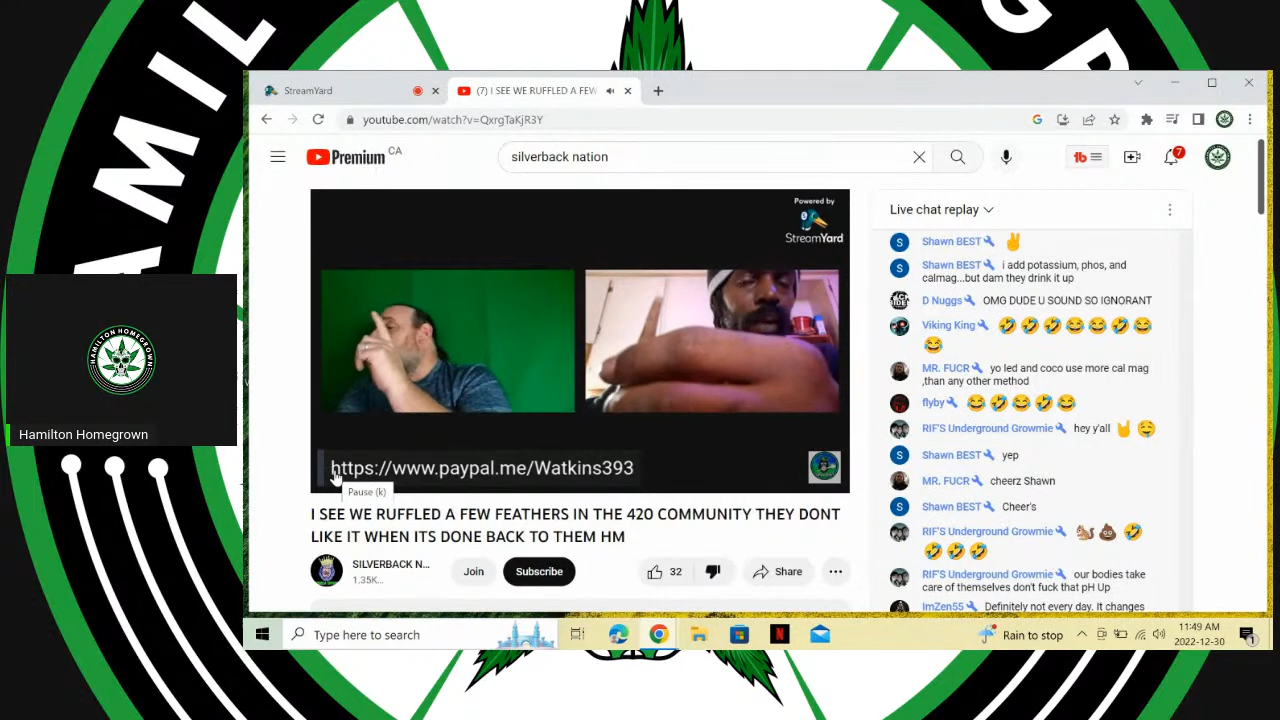 HAMIL
GR
StreamYard
(7) I SEE WE RUFFLED A FEW
youtube.com/watch?v=QxrgTaKjR3Y
Premium CA
silverback nation
7
Powered by
StreamYard
https://www.paypal.me/Watkins393
Pause (k)
I SEE WE RUFFLED A FEW FEATHERS IN THE 420 COMMUNITY THEY DONT
LIKE IT WHEN ITS DONE BACK TO THEM HM
SILVERBACK N...
1.35K...
Join
Subscribe
32
Share
Live chat replay
S Shawn BEST ✌
S Shawn BEST i add potassium, phos, and
calmag...but dam they drink it up
D Nuggs OMG DUDE U SOUND SO IGNORANT
Viking King 🤣🤣🤣😂😂🤣😂
😂
MR. FUCR yo led and coco use more cal mag
,than any other method
flyby 😂🤣😂🤣😂
RIF'S Underground Growmie hey y'all 🤘🤤
S Shawn BEST yep
MR. FUCR cheerz Shawn
S Shawn BEST Cheer's
RIF'S Underground Growmie 🐿💩🤣
🤣🤣🤣
RIF'S Underground Growmie our bodies take
care of themselves don't fuck that pH Up
ImZen55 Definitely not every day. It changes
HAMILTON HOMEGROWN
Hamilton Homegrown
Type here to search
Rain to stop
11:49 AM
2022-12-30
1